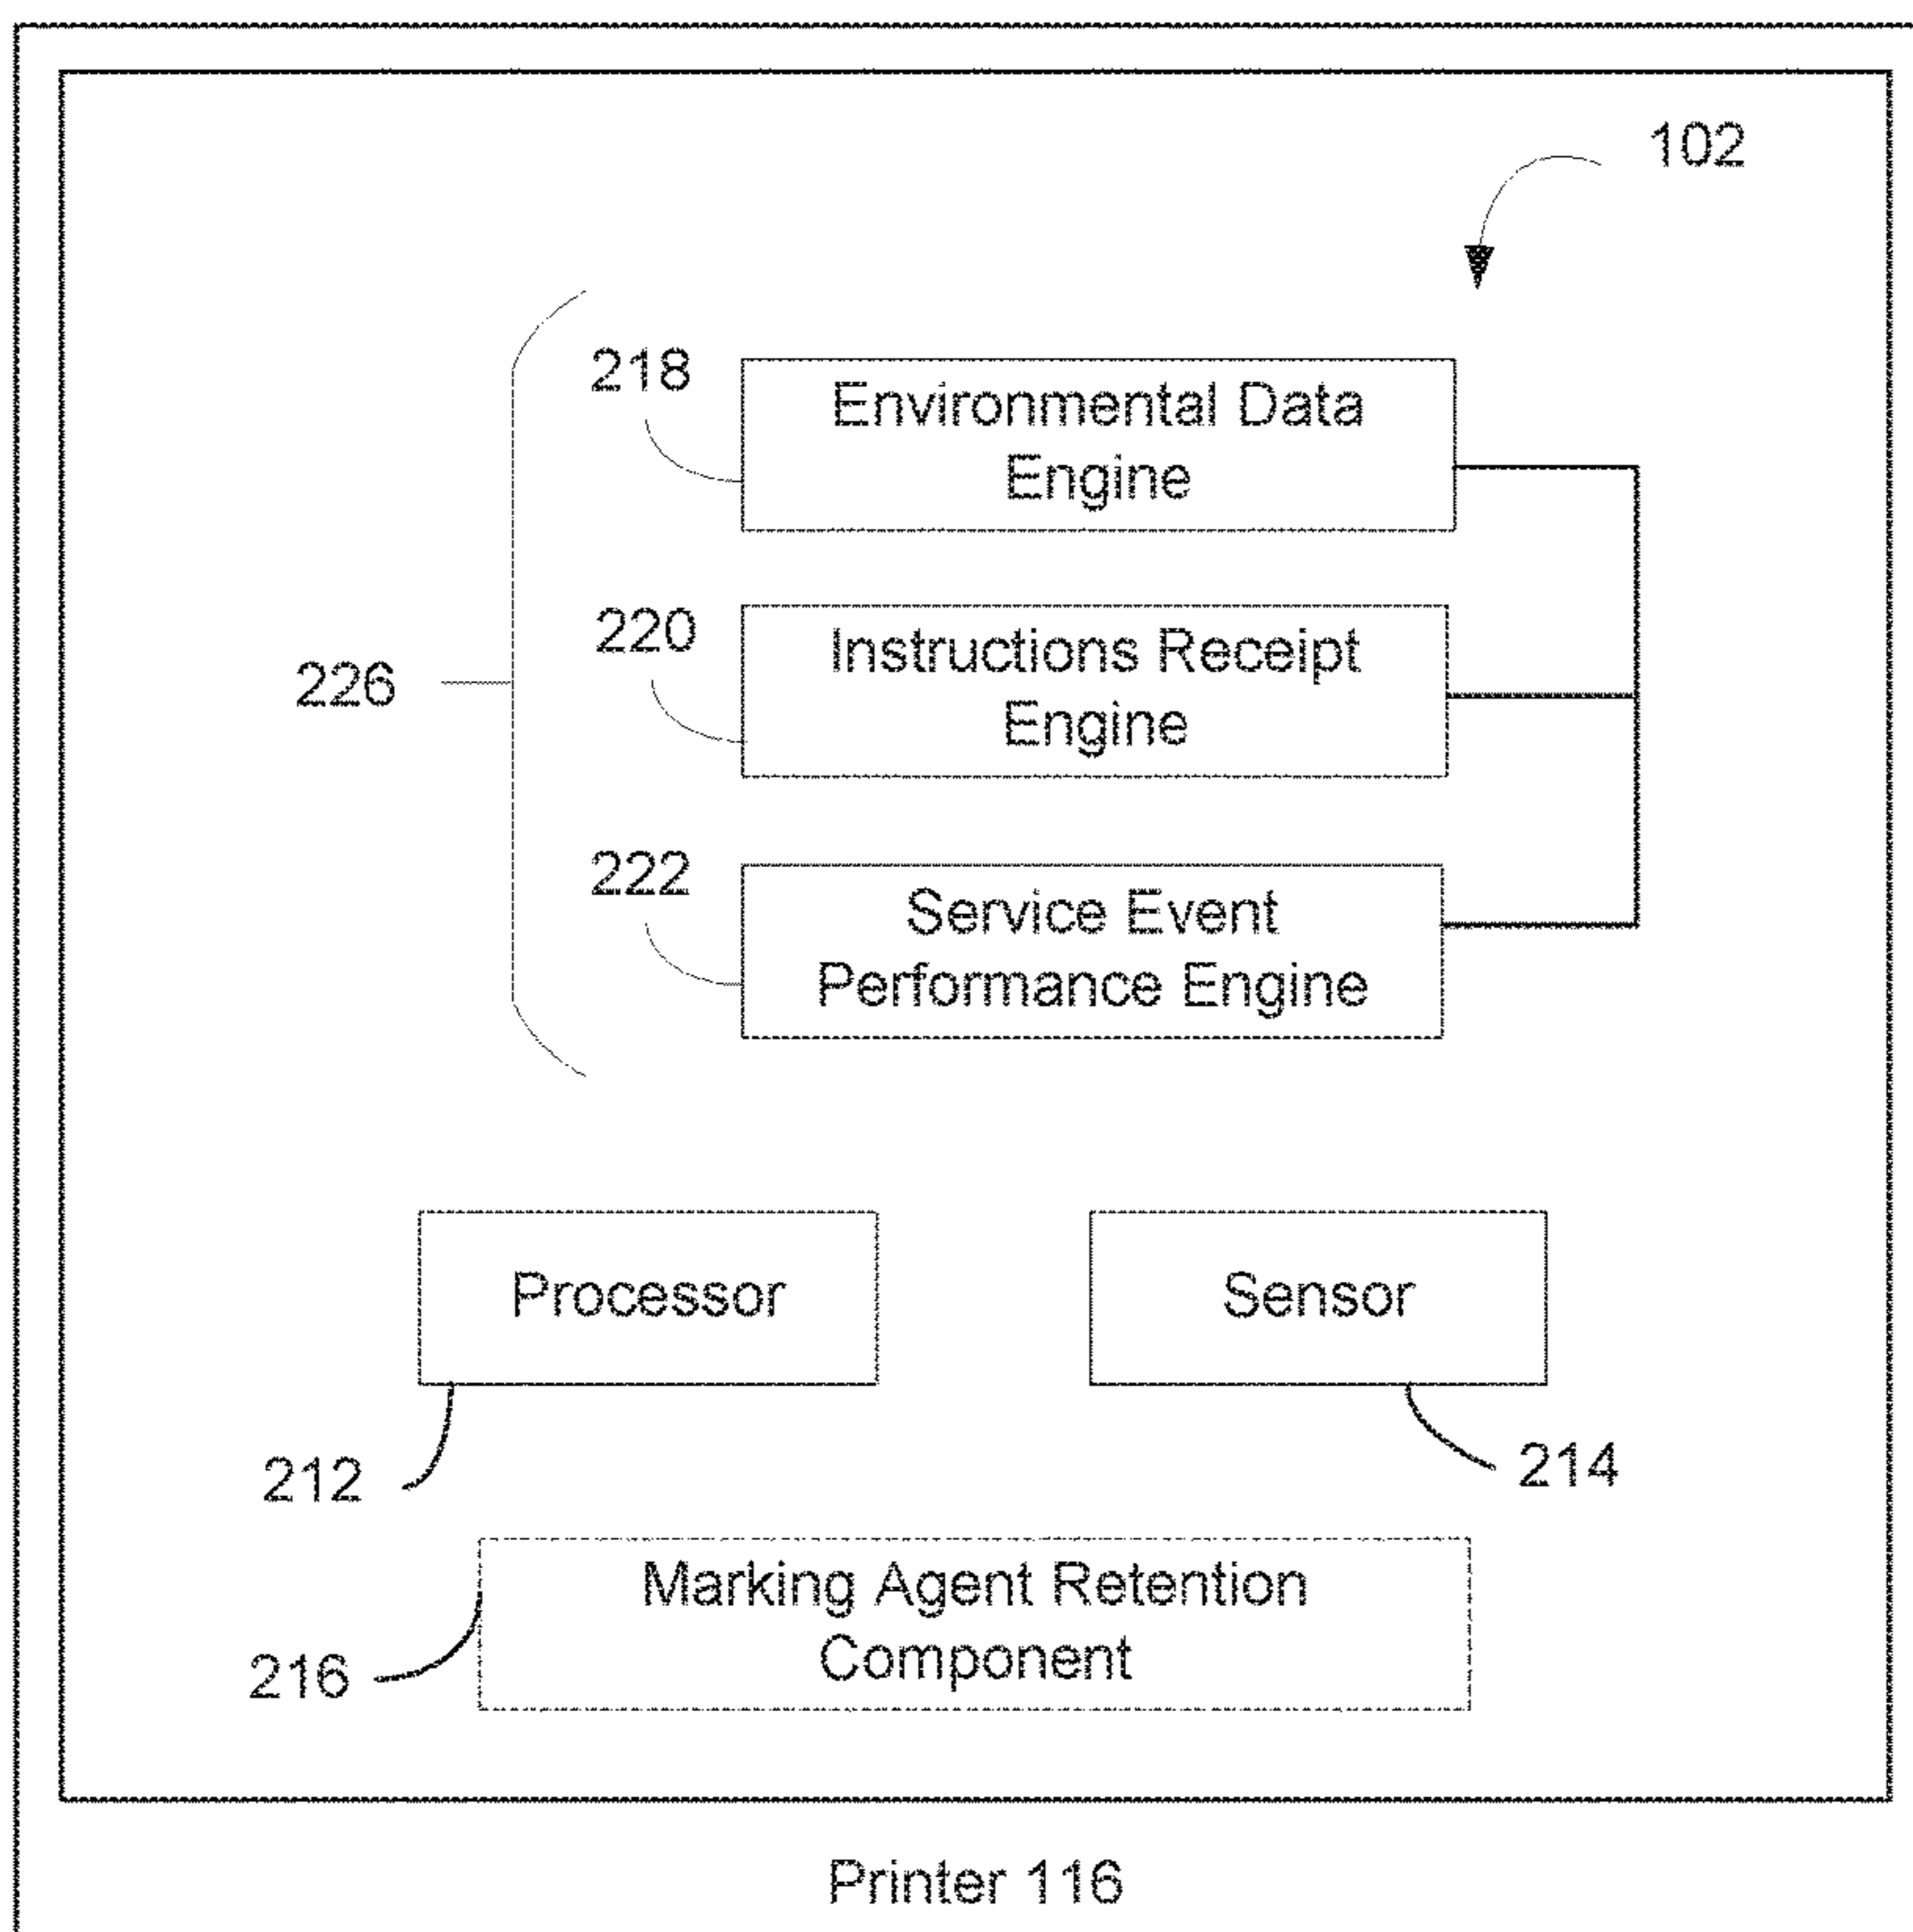 102
218
Environmental Data
Engine
220
Instructions Receipt
Engine
226
222
Service Event
Performance Engine
Processor
Sensor
212
214
Marking Agent Retention
Component
216
Printer 116